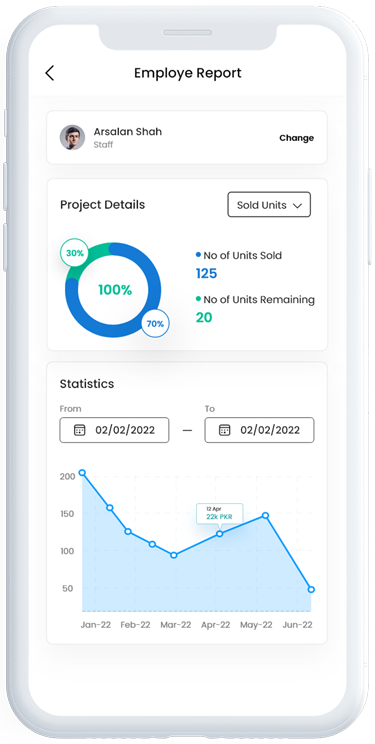 Employe Report
Arsalan Shah
Staff
Change
Project Details
Sold Units
30%
100%
70%
No of Units Sold
125
No of Units Remaining
20
Statistics
From
To
02/02/2022
—
02/02/2022
200
150
100
50
12 Apr
22k PKR
Jan-22 Feb-22 Mar-22 Apr-22 May-22 Jun-22